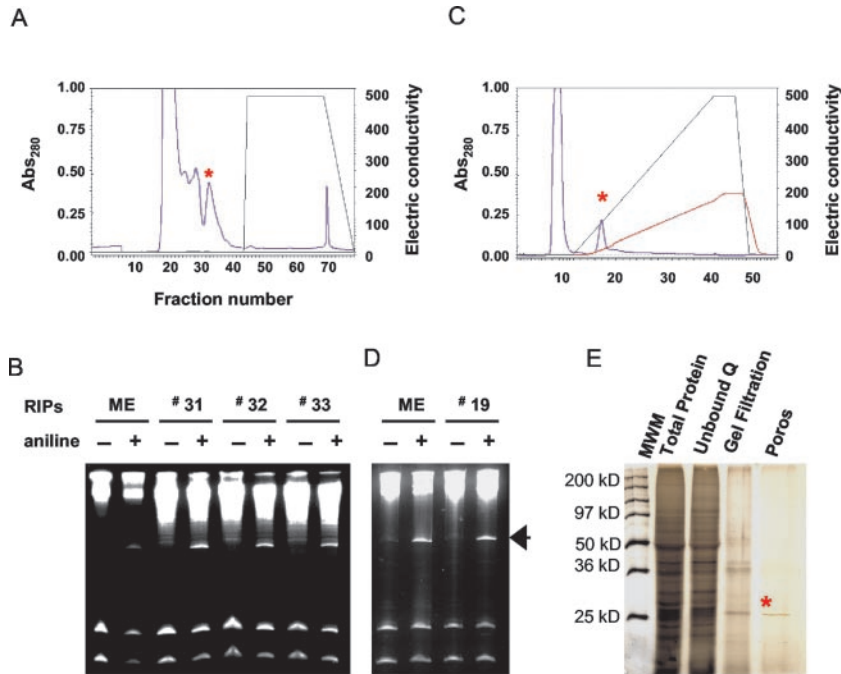 A
C
1.00
0.75
0.50
0.25
0.00
Abs280
500
400
300
200
100
0
Electric conductivity
*
10 20 30 40 50 60 70
Fraction number
1.00
0.75
0.50
0.25
0.00
Abs280
500
400
300
200
100
0
Electric conductivity
*
10 20 30 40 50
B
RIPs ME # 31 # 32 # 33
aniline – + – + – + – +
D
ME # 19
– + – +
E
MWM
Total Protein
Unbound Q
Gel Filtration
Poros
200 kD
97 kD
50 kD
36 kD
25 kD
*